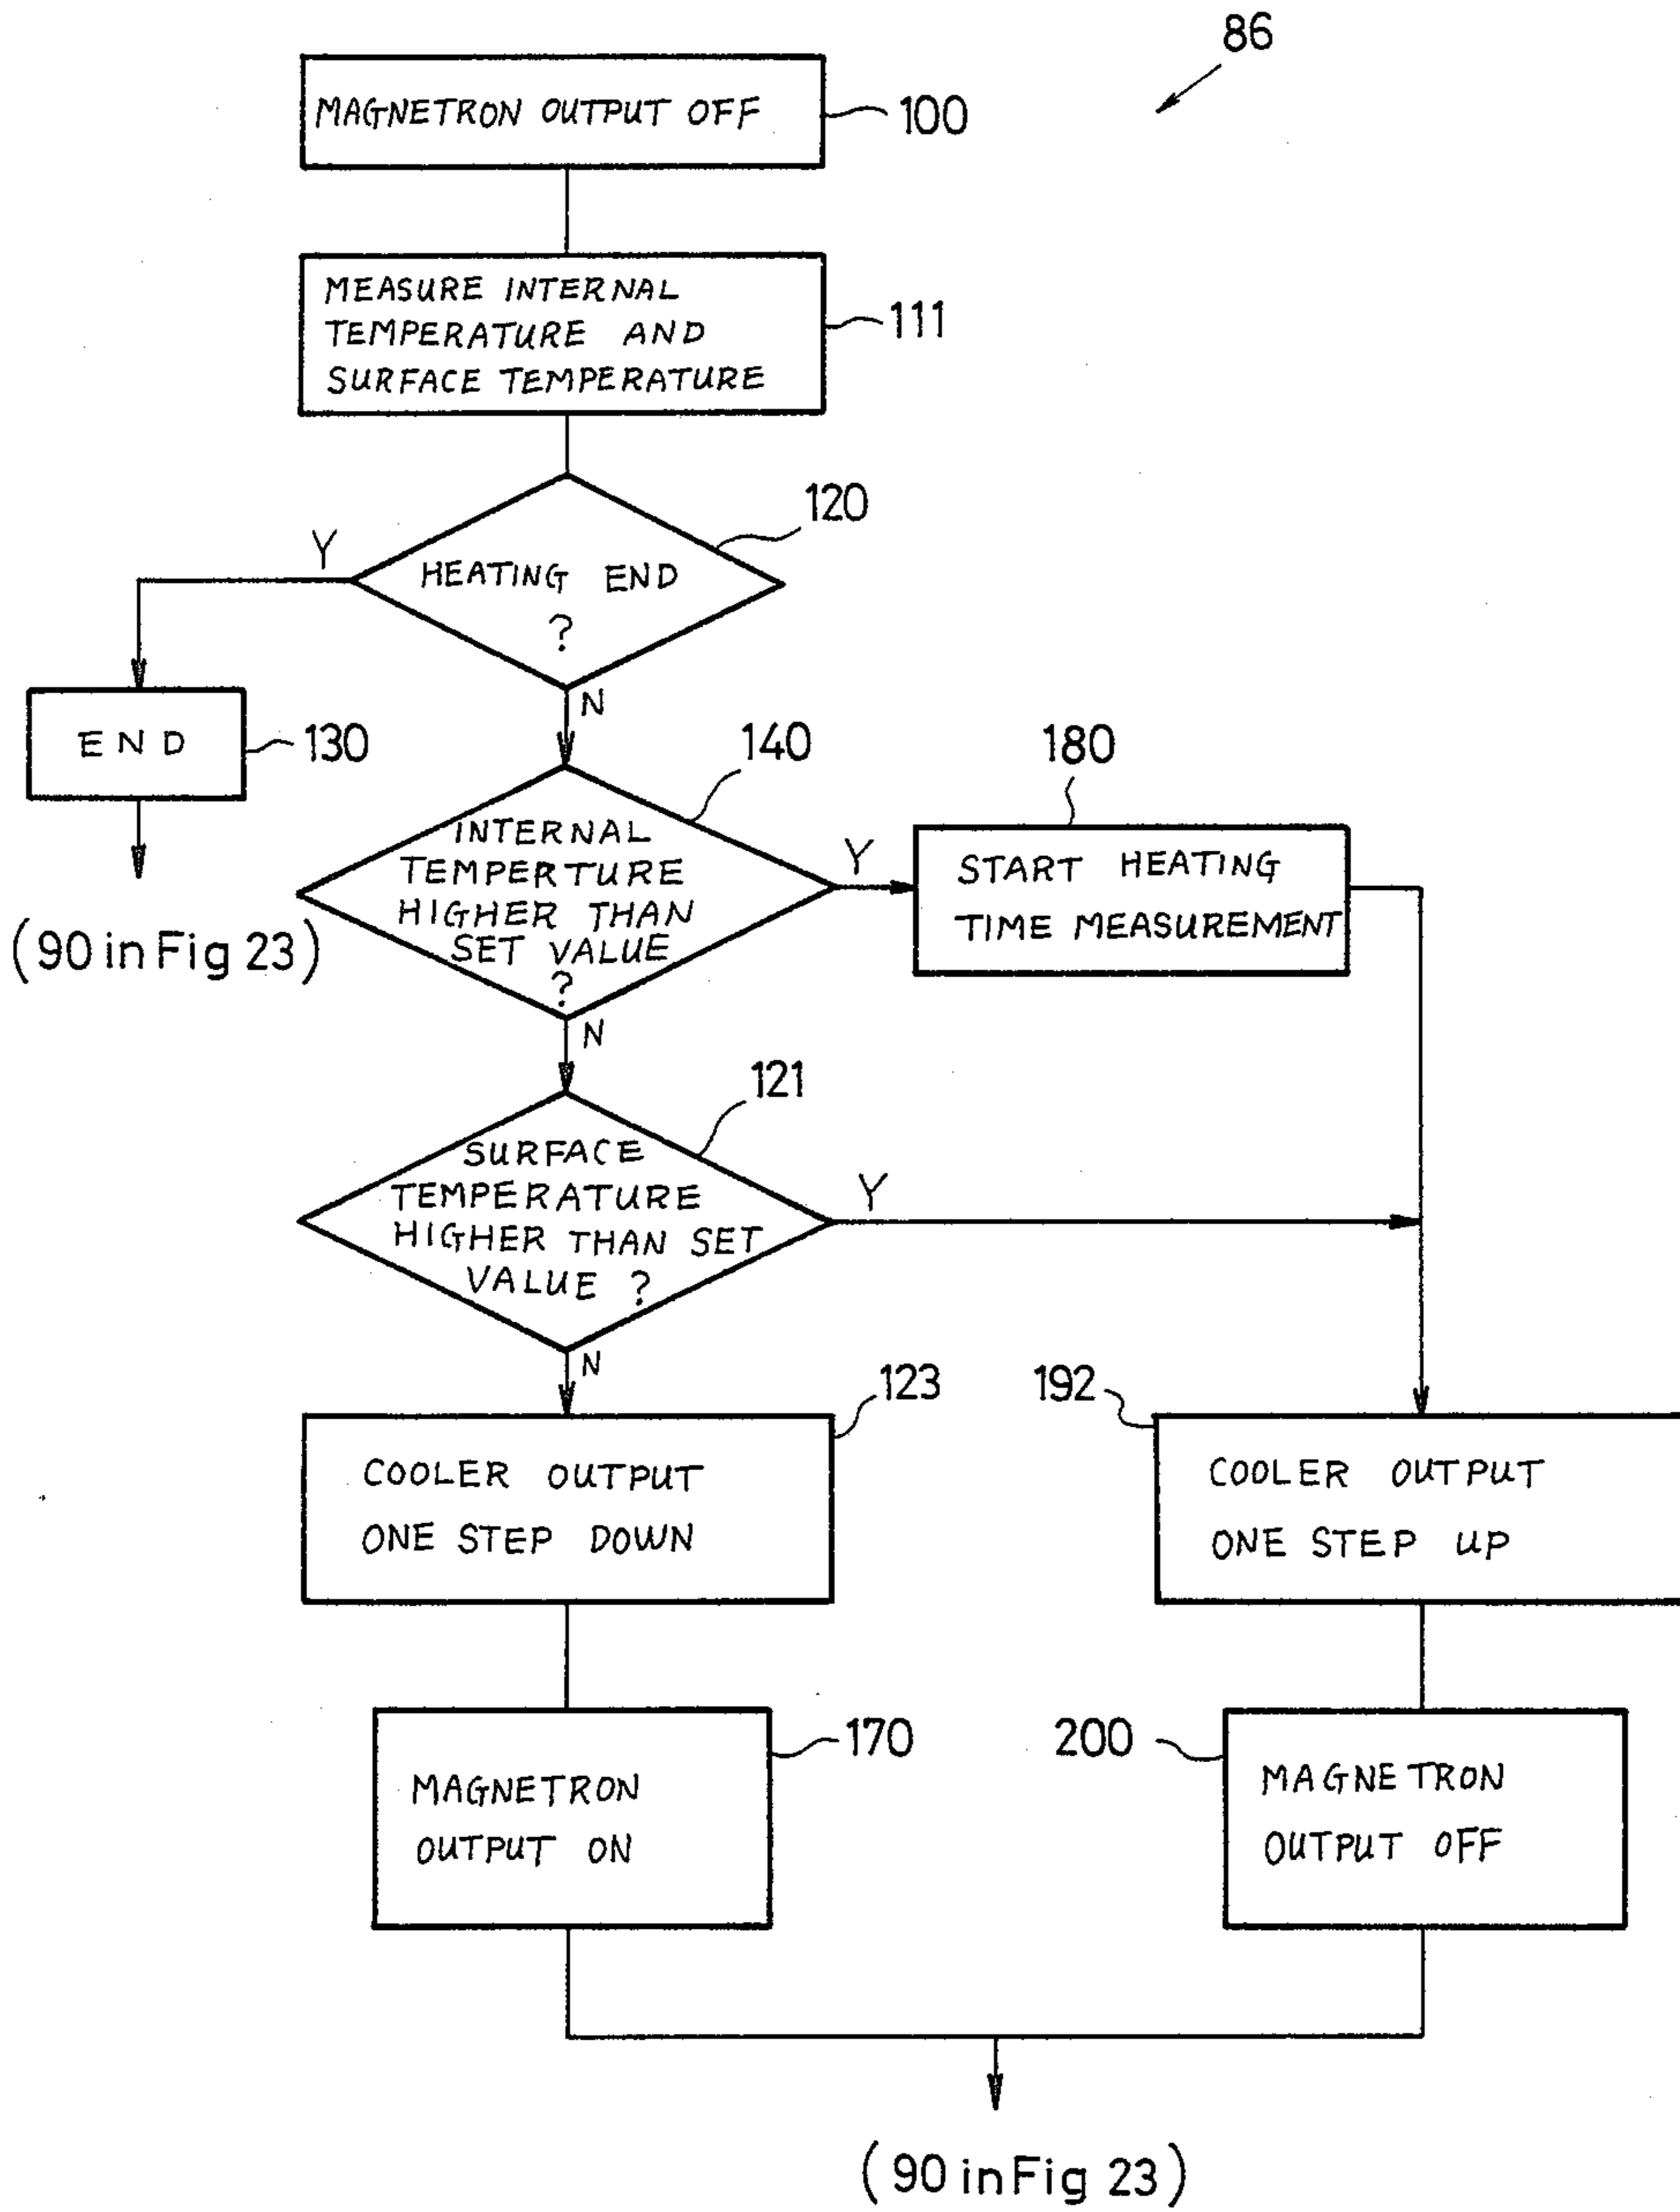 86
MAGNETRON OUTPUT OFF
100
MEASURE INTERNAL
TEMPERATURE AND
SURFACE TEMPERATURE
111
120
Y
HEATING END
?
N
END
130
(90 in Fig 23)
140
INTERNAL
TEMPERTURE
HIGHER THAN
SET VALUE
?
Y
N
180
START HEATING
TIME MEASUREMENT
121
SURFACE
TEMPERATURE
HIGHER THAN SET
VALUE ?
Y
N
123
COOLER OUTPUT
ONE STEP DOWN
192
COOLER OUTPUT
ONE STEP UP
170
MAGNETRON
OUTPUT ON
200
MAGNETRON
OUTPUT OFF
(90 in Fig 23)